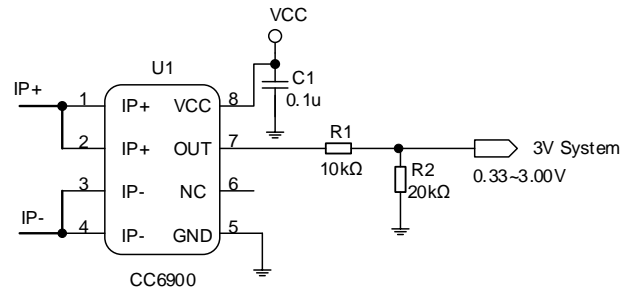 VCC
U1
C1
0.1u
IP+
1 IP+ VCC 8
2 IP+ OUT 7
R1
10kΩ
3V System
0.33~3.00V
R2
20kΩ
3 IP- NC 6
IP-
4 IP- GND 5
CC6900